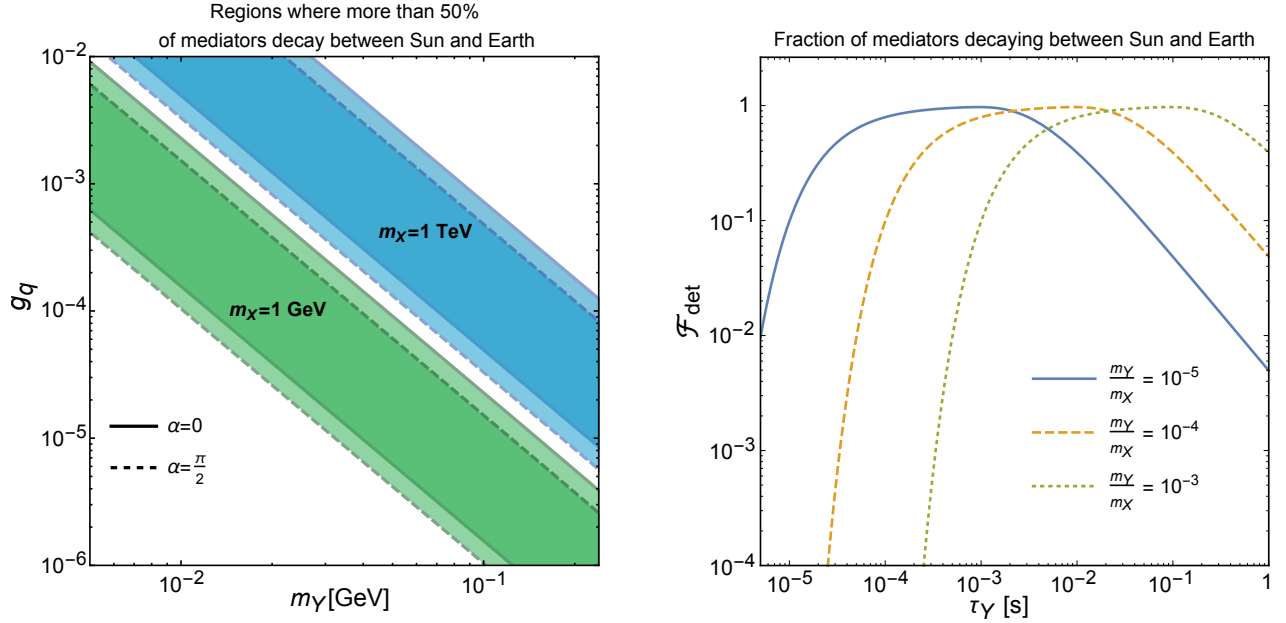 Regions where more than 50%
of mediators decay between Sun and Earth
10⁻²
10⁻³
10⁻⁴
10⁻⁵
10⁻⁶
g_q
m_X=1 TeV
m_X=1 GeV
α=0
α=π/2
10⁻² 10⁻¹
m_Y[GeV]
Fraction of mediators decaying between Sun and Earth
1
10⁻¹
10⁻²
10⁻³
10⁻⁴
ℱ_det
m_Y/m_X = 10⁻⁵
m_Y/m_X = 10⁻⁴
m_Y/m_X = 10⁻³
10⁻⁵ 10⁻⁴ 10⁻³ 10⁻² 10⁻¹ 1
τ_Y [s]